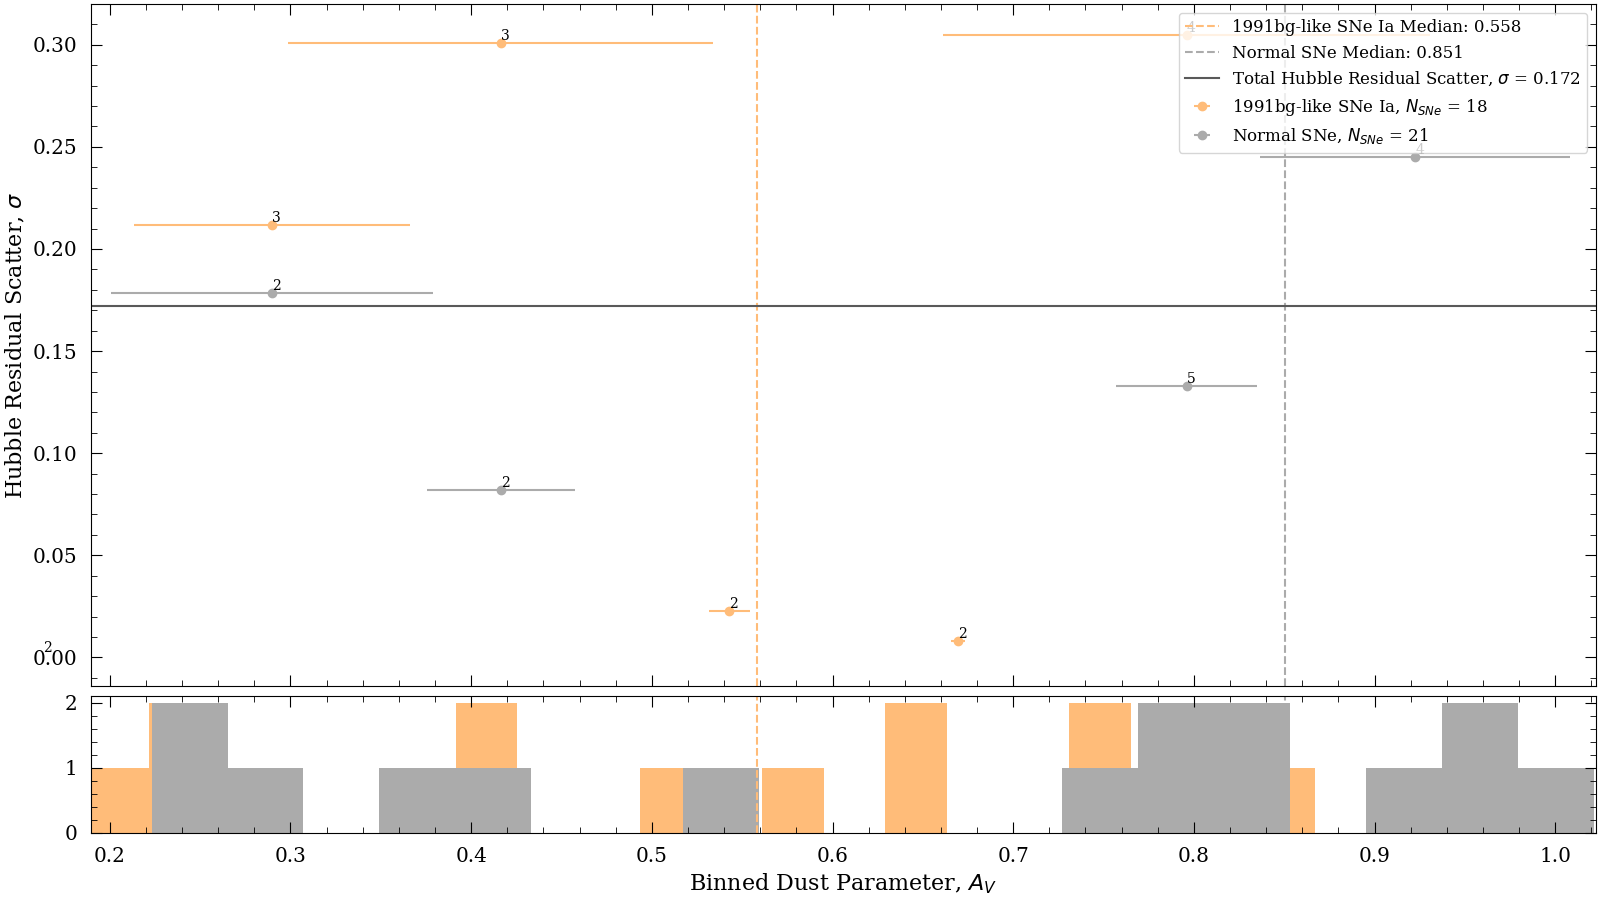 1991bg-like SNe Ia Median: 0.558
Normal SNe Median: 0.851
Total Hubble Residual Scatter, σ = 0.172
1991bg-like SNe Ia, N_SNe = 18
Normal SNe, N_SNe = 21
Hubble Residual Scatter, σ
0.30
0.25
0.20
0.15
0.10
0.05
0.00
3
4
4
3
2
5
2
2
2
2
2
1
0
0.2 0.3 0.4 0.5 0.6 0.7 0.8 0.9 1.0
Binned Dust Parameter, A_V